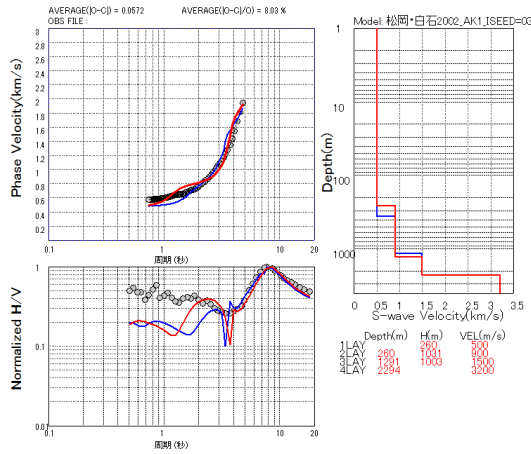 AVERAGE(|O-C|) = 0.0572 AVERAGE(|O-C|/O) = 8.03 %
OBS FILE :
Phase Velocity(km/s)
3
2.8
2.6
2.4
2.2
2
1.8
1.6
1.4
1.2
1
0.8
0.6
0.4
0.2
0.1 1 10 20
周期(秒)
Normalized H/V
1
0.1
0.01
0.1 1 10 20
周期(秒)
Model: 松岡・白石2002_AK1_ISEED=03
Depth(m)
1
10
100
1000
0 0.5 1 1.5 2 2.5 3 3.5
S-wave Velocity(km/s)
Depth(m) H(m) VEL(m/s)
1LAY 260 500
2LAY 260 1031 900
3LAY 1291 1003 1500
4LAY 2294 3200